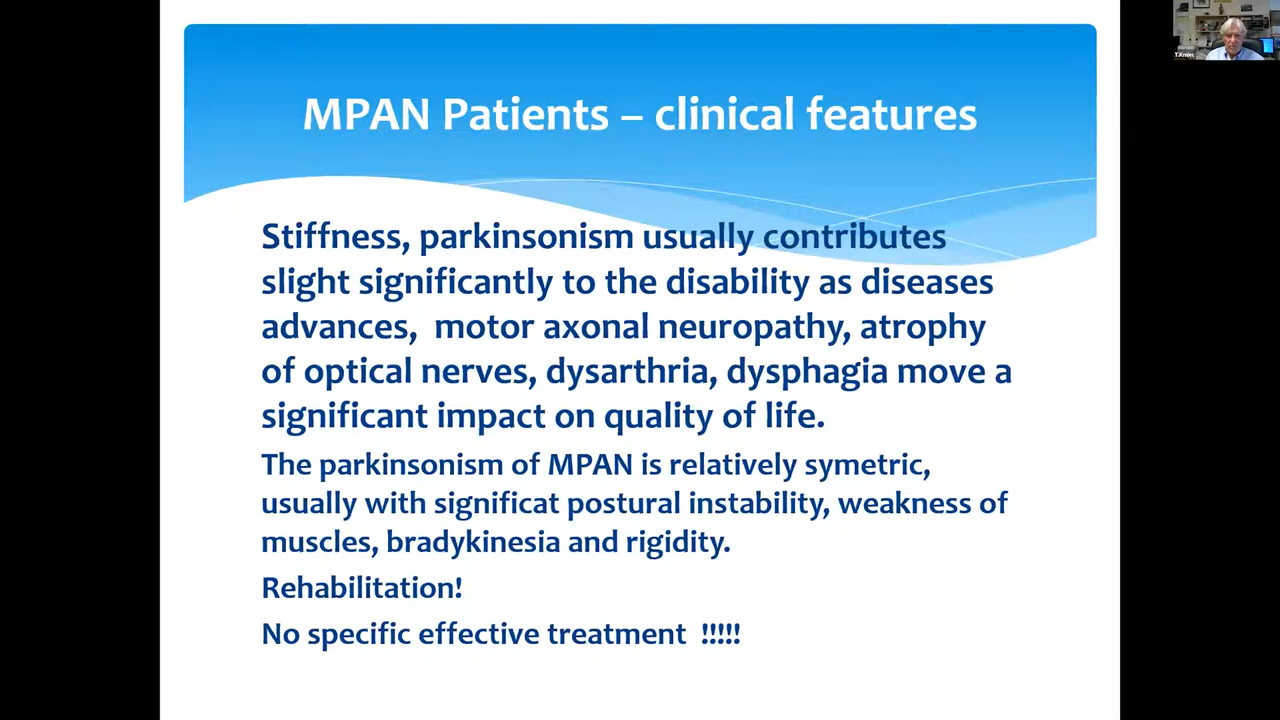 MPAN Patients – clinical features
Stiffness, parkinsonism usually contributes
slight significantly to the disability as diseases
advances, motor axonal neuropathy, atrophy
of optical nerves, dysarthria, dysphagia move a
significant impact on quality of life.
The parkinsonism of MPAN is relatively symetric,
usually with significat postural instability, weakness of
muscles, bradykinesia and rigidity.
Rehabilitation!
No specific effective treatment !!!!!